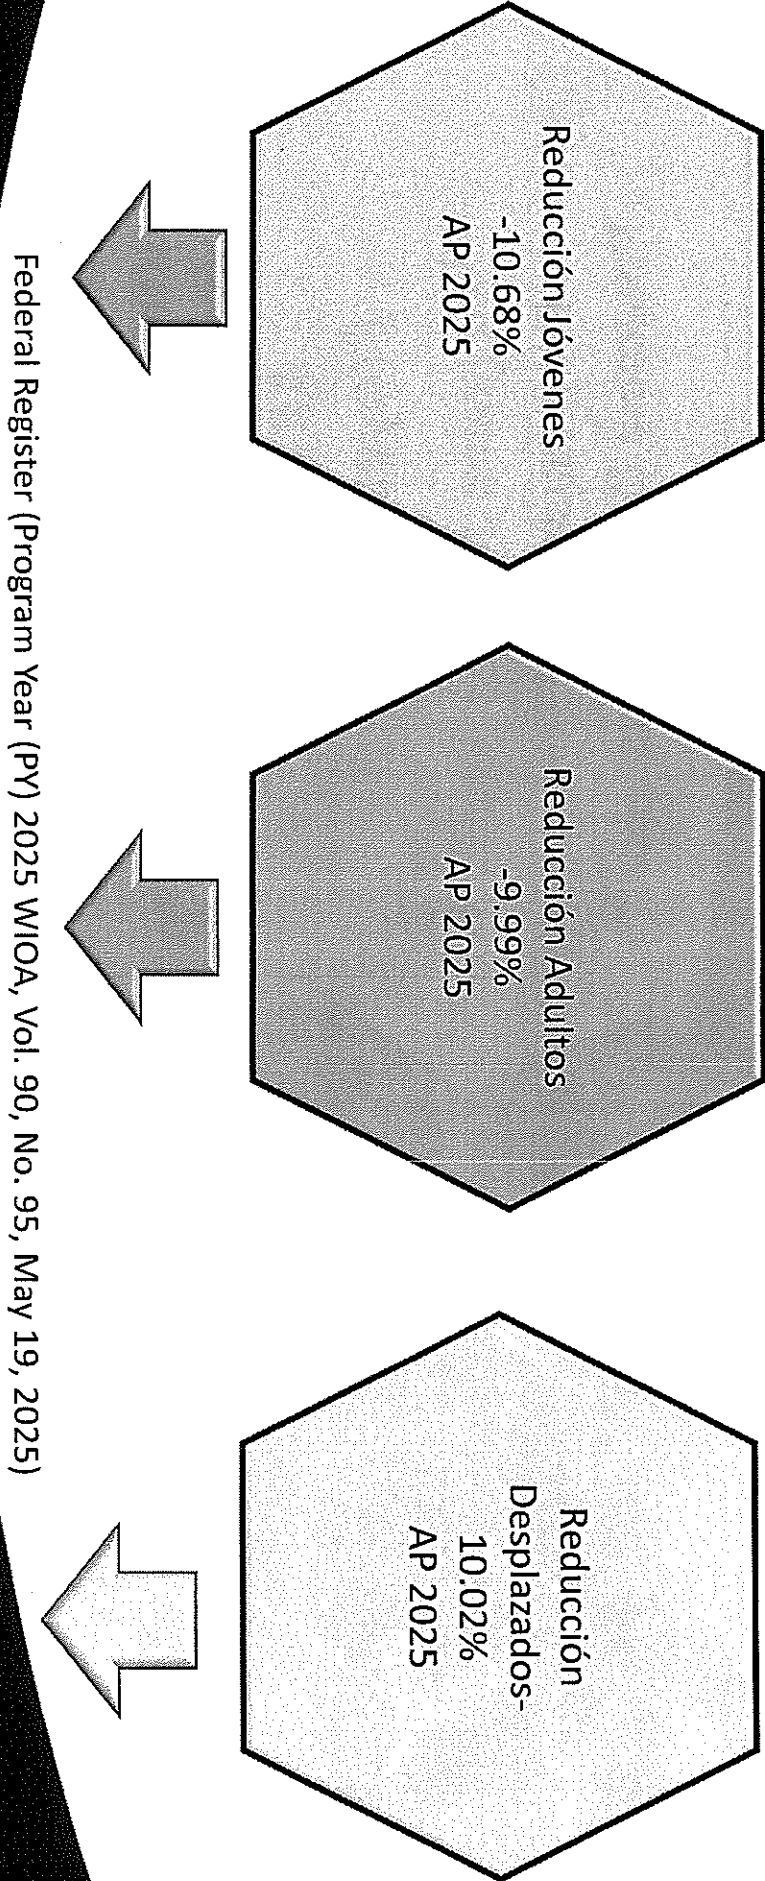 Reducción Jóvenes
-10.68%
AP 2025
Reducción Adultos
-9.99%
AP 2025
Reducción
Desplazados-
10.02%
AP 2025
Federal Register (Program Year (PY) 2025 WIOA, Vol. 90, No. 95, May 19, 2025)